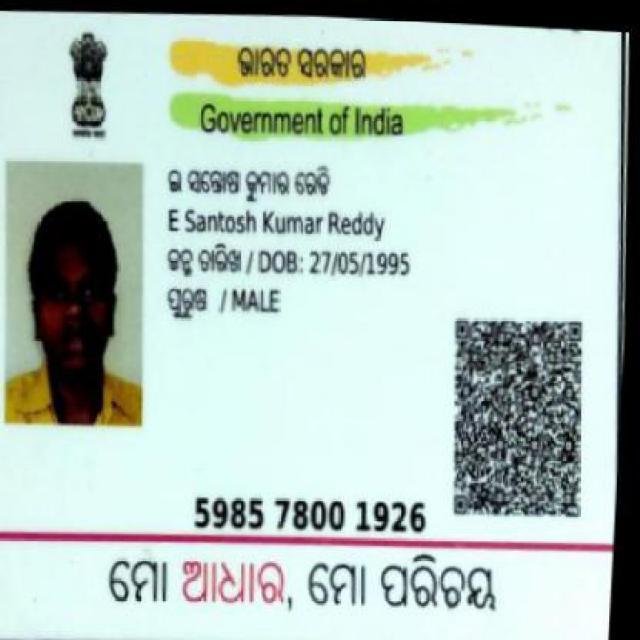 ଭାରତ ସରକାର
Government of India
ଇ ସନ୍ତୋଷ କୁମାର ରେଡି
E Santosh Kumar Reddy
ଜନ୍ମ ତାରିଖ / DOB: 27/05/1995
ପୁରୁଷ / MALE
5985 7800 1926
ମୋ ଆଧାର, ମୋ ପରିଚୟ